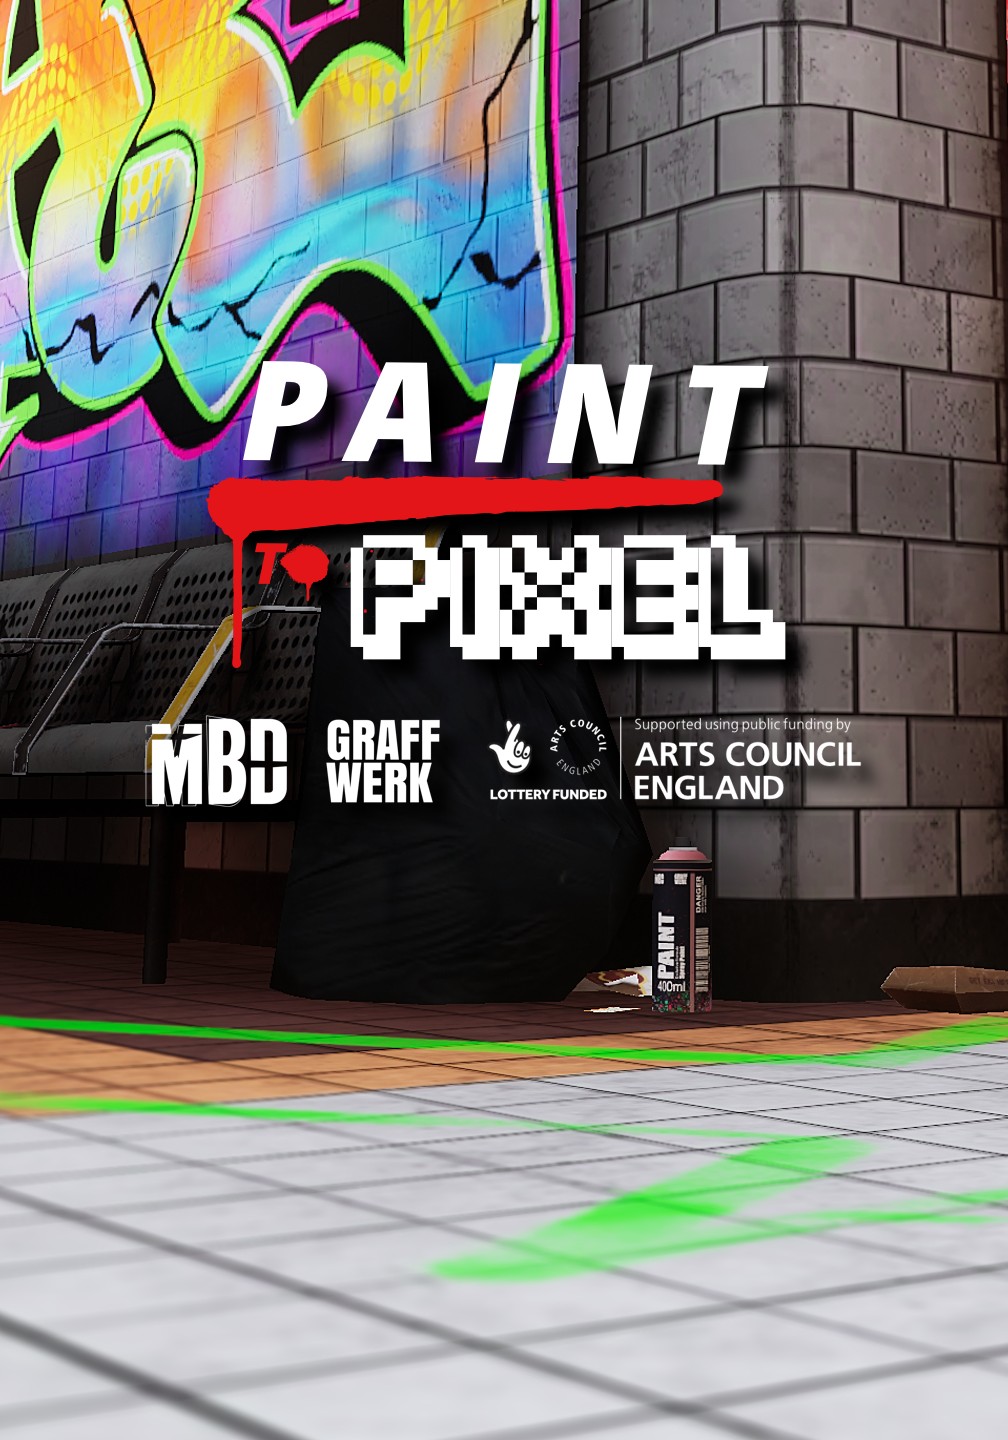 PAINT
TO PIXEL
MBD
GRAFF
WERK
ARTS COUNCIL
ENGLAND
LOTTERY FUNDED
Supported using public funding by
ARTS COUNCIL
ENGLAND
DANGER
PAINT
400ml